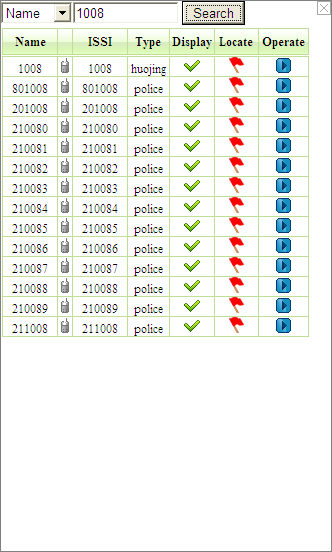 Name 1008 Search
Name ISSI Type Display Locate Operate
1008 1008 huojing
801008 801008 police
201008 201008 police
210080 210080 police
210081 210081 police
210082 210082 police
210083 210083 police
210084 210084 police
210085 210085 police
210086 210086 police
210087 210087 police
210088 210088 police
210089 210089 police
211008 211008 police